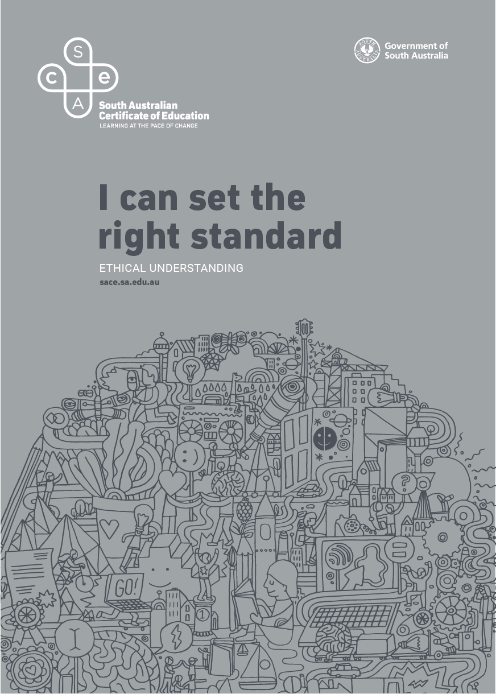 S
c e
A
South Australian
Certificate of Education
LEARNING AT THE PACE OF CHANGE
Government of
South Australia
I can set the
right standard
ETHICAL UNDERSTANDING
sace.sa.edu.au
GO!